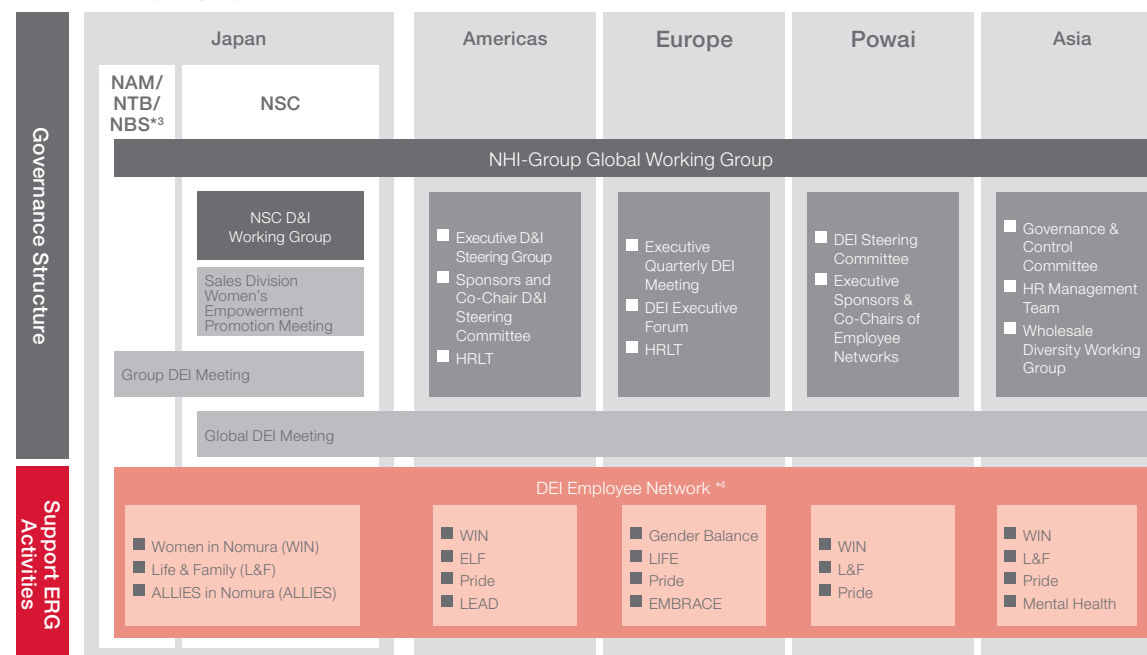 Japan
Americas
Europe
Powai
Asia
NAM/
NTB/
NBS*3
NSC
Governance Structure
NHI-Group Global Working Group
NSC D&I
Working Group
Sales Division
Women's
Empowerment
Promotion Meeting
Group DEI Meeting
Executive D&I
Steering Group
Sponsors and
Co-Chair D&I
Steering
Committee
HRLT
Executive
Quarterly DEI
Meeting
DEI Executive
Forum
HRLT
DEI Steering
Committee
Executive
Sponsors &
Co-Chairs of
Employee
Networks
Governance &
Control
Committee
HR Management
Team
Wholesale
Diversity Working
Group
Global DEI Meeting
Support ERG
Activities
DEI Employee Network *4
Women in Nomura (WIN)
Life & Family (L&F)
ALLIES in Nomura (ALLIES)
WIN
ELF
Pride
LEAD
Gender Balance
LIFE
Pride
EMBRACE
WIN
L&F
Pride
WIN
L&F
Pride
Mental Health